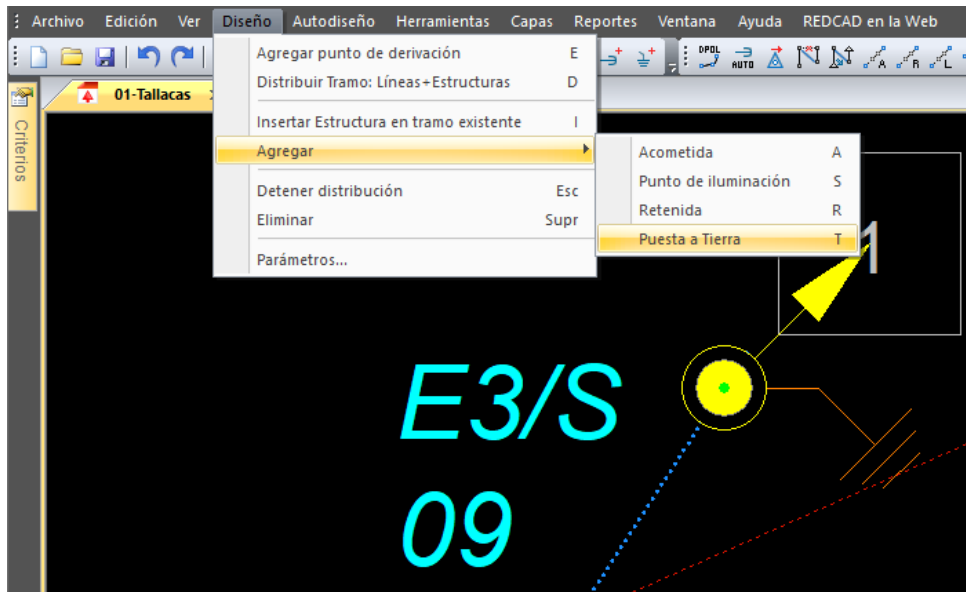 Archivo Edición Ver Diseño Autodiseño Herramientas Capas Reportes Ventana Ayuda REDCAD en la Web
DPDL
AUTO A R L
01-Tallacas
Criterios
Agregar punto de derivación E
Distribuir Tramo: Líneas+Estructuras D
Insertar Estructura en tramo existente I
Agregar
Detener distribución Esc
Eliminar Supr
Parámetros...
Acometida A
Punto de iluminación S
Retenida R
Puesta a Tierra T
1
E3/S
09